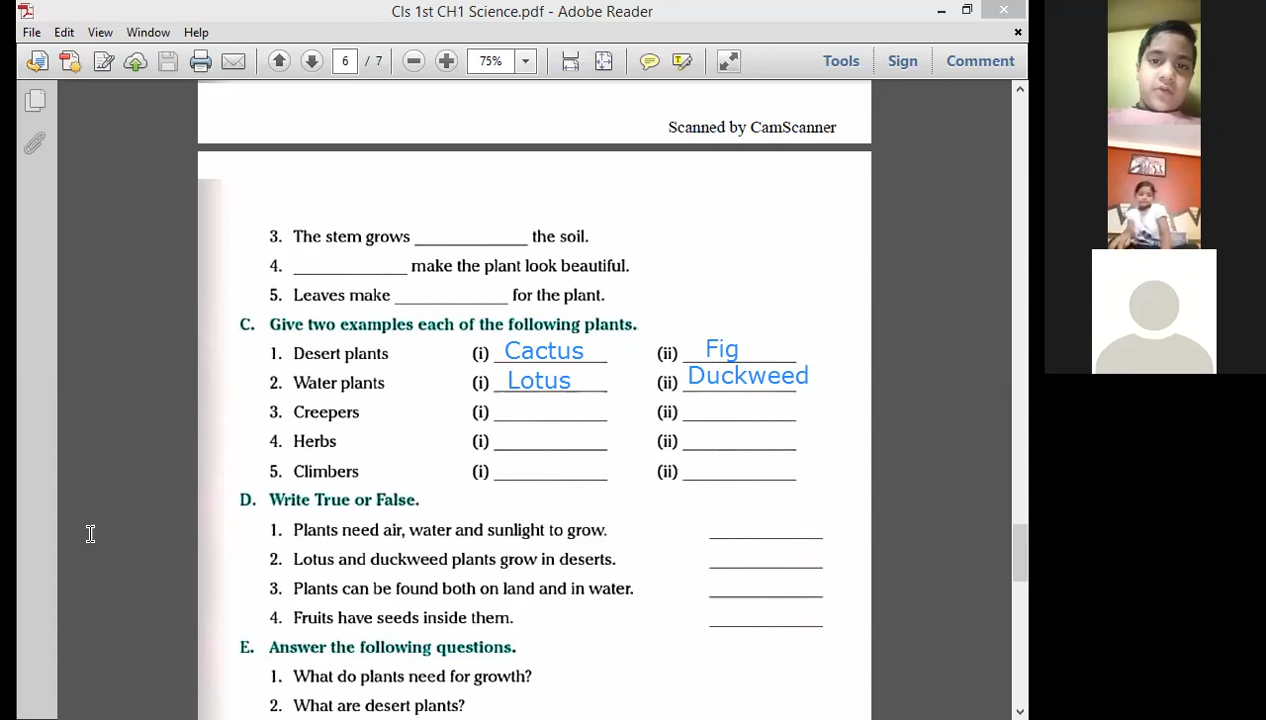 Cls 1st CH1 Science.pdf - Adobe Reader
File Edit View Window Help
6 / 7 75% Tools Sign Comment
Scanned by CamScanner
3. The stem grows ____________ the soil.
4. ____________ make the plant look beautiful.
5. Leaves make ____________ for the plant.
C. Give two examples each of the following plants.
1. Desert plants (i) Cactus (ii) Fig
2. Water plants (i) Lotus (ii) Duckweed
3. Creepers (i) ____________ (ii) ____________
4. Herbs (i) ____________ (ii) ____________
5. Climbers (i) ____________ (ii) ____________
D. Write True or False.
1. Plants need air, water and sunlight to grow. ____________
2. Lotus and duckweed plants grow in deserts. ____________
3. Plants can be found both on land and in water. ____________
4. Fruits have seeds inside them. ____________
E. Answer the following questions.
1. What do plants need for growth?
2. What are desert plants?